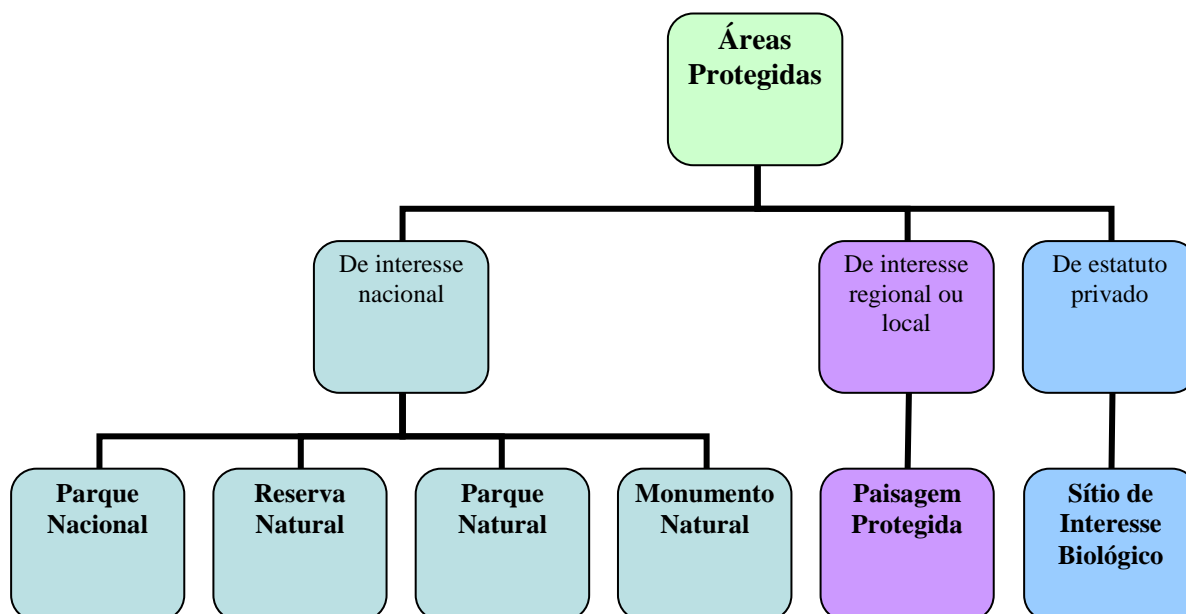 Áreas
Protegidas
De interesse
nacional
De interesse
regional ou
local
De estatuto
privado
Parque
Nacional
Reserva
Natural
Parque
Natural
Monumento
Natural
Paisagem
Protegida
Sítio de
Interesse
Biológico